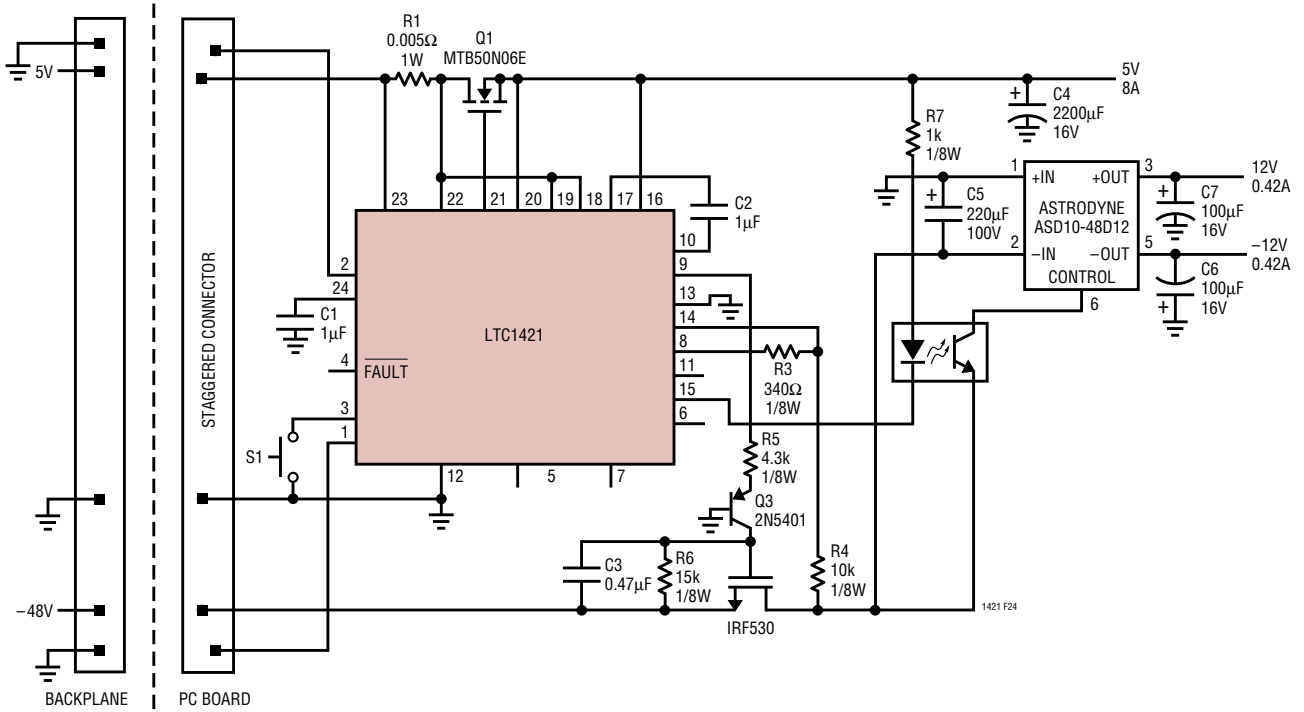 R1
0.005Ω
1W
Q1
MTB50N06E
5V
5V
8A
+
C4
2200µF
16V
R7
1k
1/8W
1
+IN
+OUT
3
12V
0.42A
+
C5
220µF
100V
ASTRODYNE
ASD10-48D12
+
C7
100µF
16V
2
–IN
–OUT
5
–12V
0.42A
CONTROL
6
C6
100µF
16V
+
23
22
21
20
19
18
17
16
C2
1µF
10
9
2
24
13
C1
1µF
14
LTC1421
8
4
FAULT
11
R3
340Ω
1/8W
15
3
6
1
S1
12
5
7
R5
4.3k
1/8W
Q3
2N5401
STAGGERED CONNECTOR
C3
0.47µF
R6
15k
1/8W
R4
10k
1/8W
–48V
IRF530
1421 F24
BACKPLANE
PC BOARD